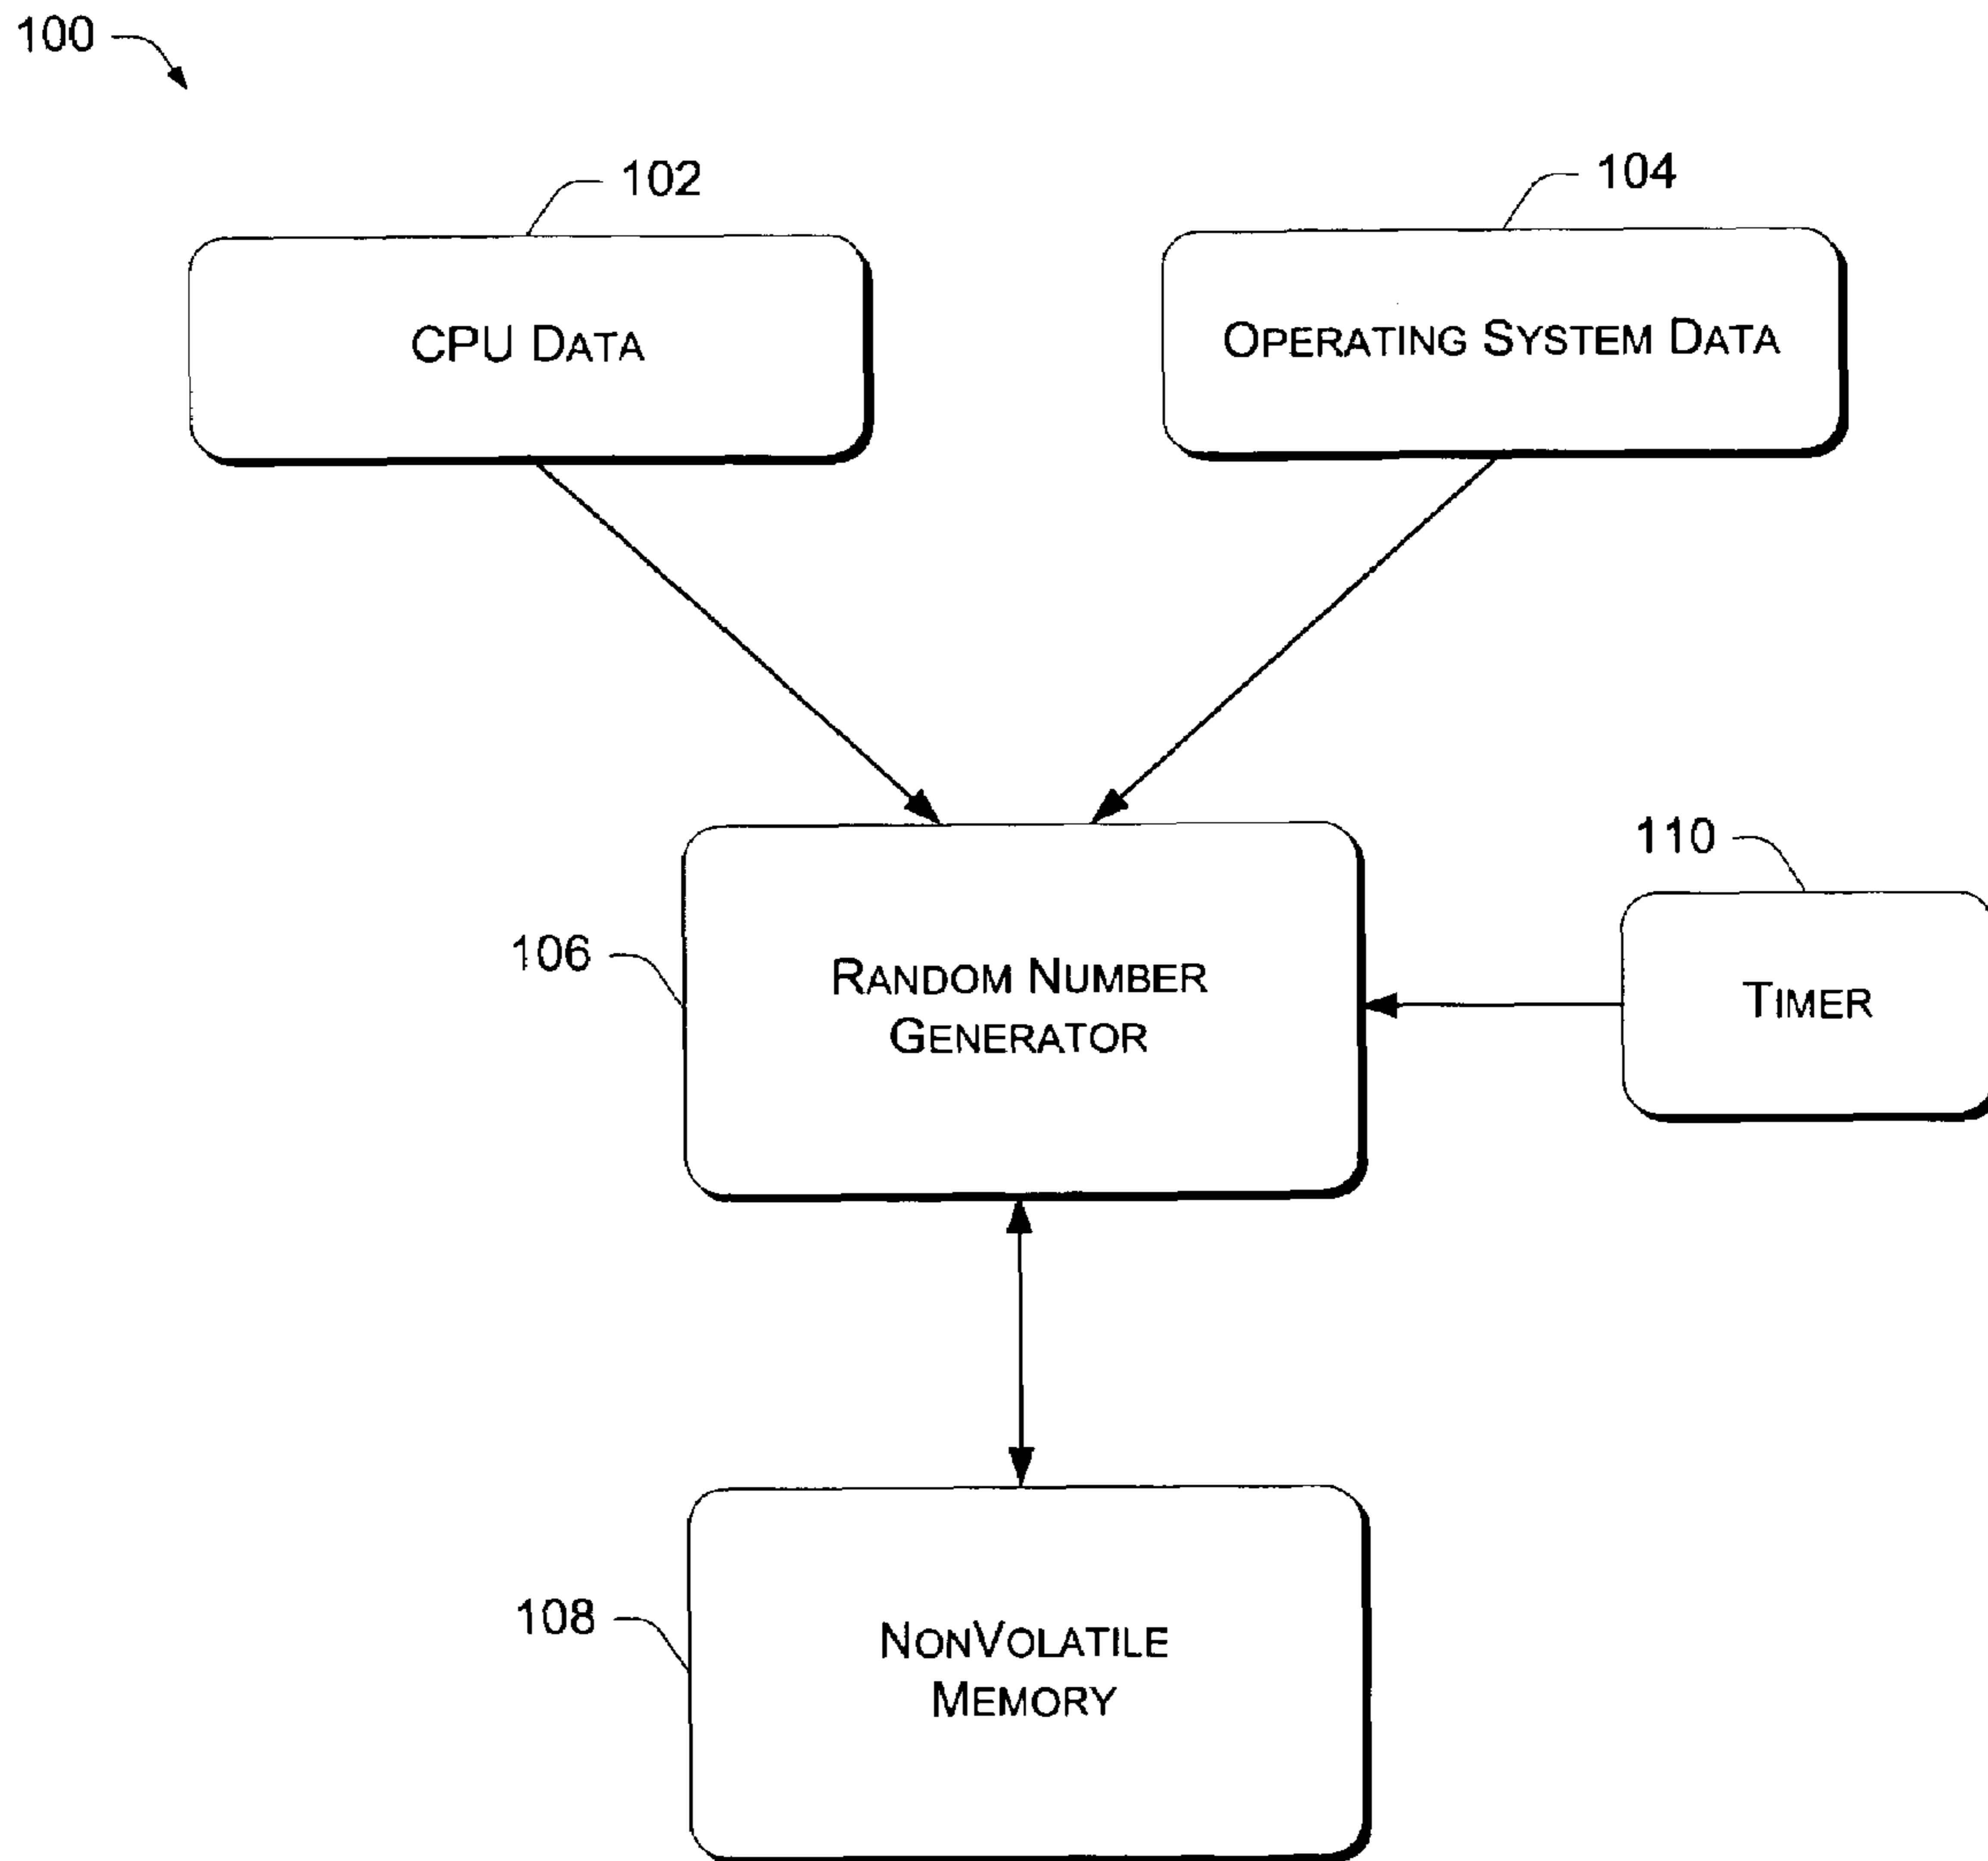 100
102
104
CPU DATA
OPERATING SYSTEM DATA
110
106
RANDOM NUMBER
GENERATOR
TIMER
108
NONVOLATILE
MEMORY